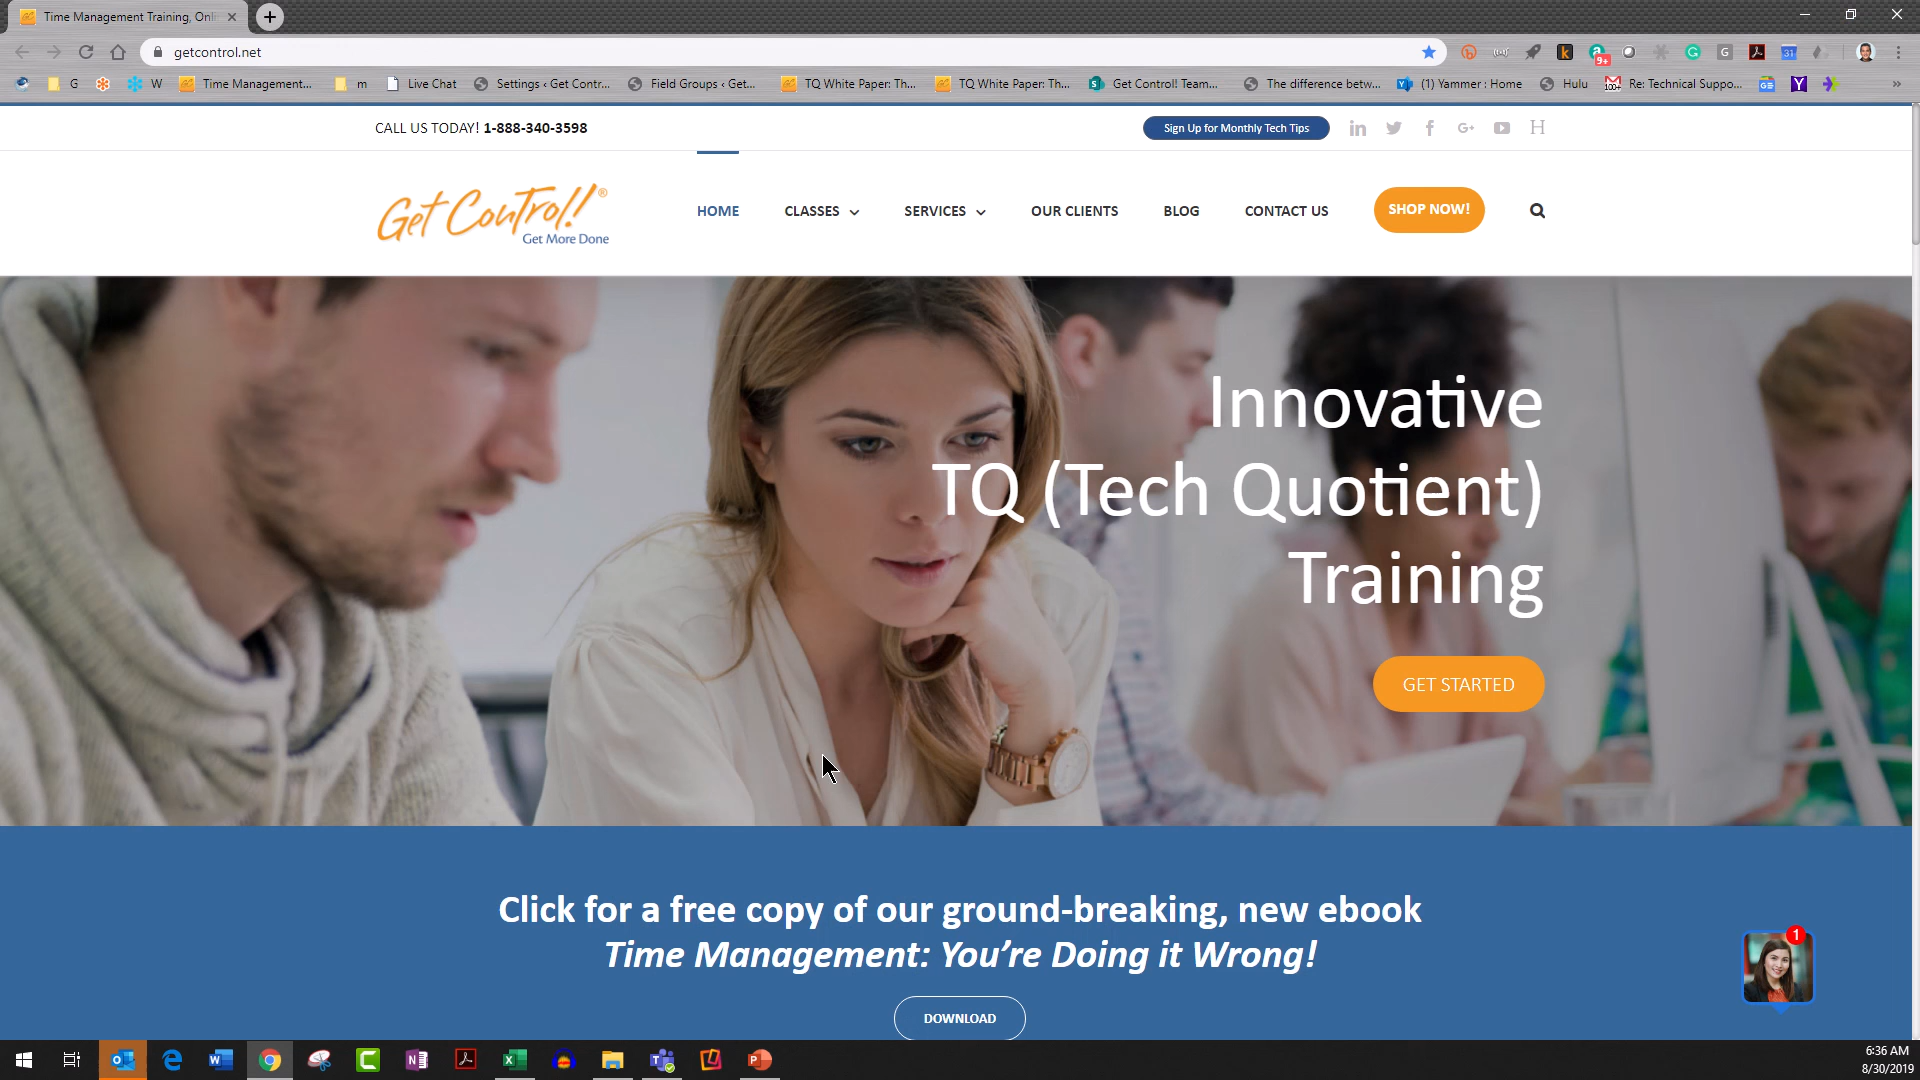 Time Management Training, Onli
getcontrol.net
9+
31
G
W
Time Management...
m
Live Chat
Settings ‹ Get Contr...
Field Groups ‹ Get...
TQ White Paper: Th...
TQ White Paper: Th...
Get Control! Team...
The difference betw...
(1) Yammer : Home
Hulu
Re: Technical Suppo...
»
CALL US TODAY! 1-888-340-3598
Sign Up for Monthly Tech Tips
Get Control!®
Get More Done
HOME
CLASSES
SERVICES
OUR CLIENTS
BLOG
CONTACT US
SHOP NOW!
Innovative
TQ (Tech Quotient)
Training
GET STARTED
Click for a free copy of our ground-breaking, new ebook
Time Management: You’re Doing it Wrong!
DOWNLOAD
1
6:36 AM
8/30/2019